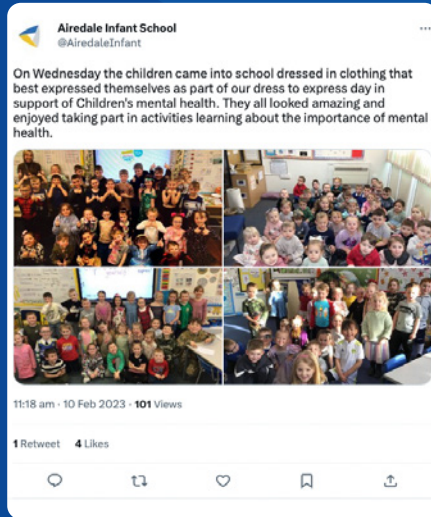 Airedale Infant School
@AiredaleInfant
On Wednesday the children came into school dressed in clothing that
best expressed themselves as part of our dress to express day in
support of Children's mental health. They all looked amazing and
enjoyed taking part in activities learning about the importance of mental
health.
11:18 am · 10 Feb 2023 · 101 Views
1 Retweet 4 Likes